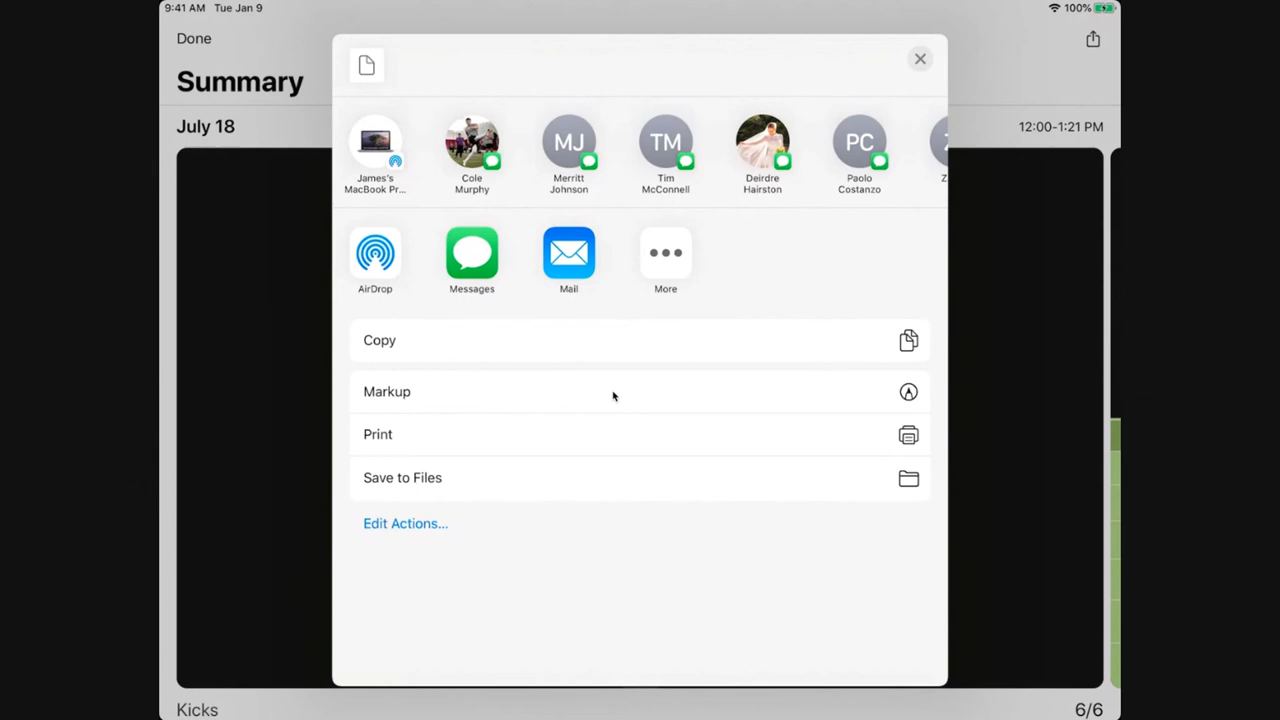 9:41 AM Tue Jan 9
100%
Done
Summary
July 18
12:00-1:21 PM
James's
MacBook Pr...
Cole
Murphy
MJ
Merritt
Johnson
TM
Tim
McConnell
Deirdre
Hairston
PC
Paolo
Costanzo
Z
AirDrop
Messages
Mail
More
Copy
Markup
Print
Save to Files
Edit Actions...
Kicks
6/6